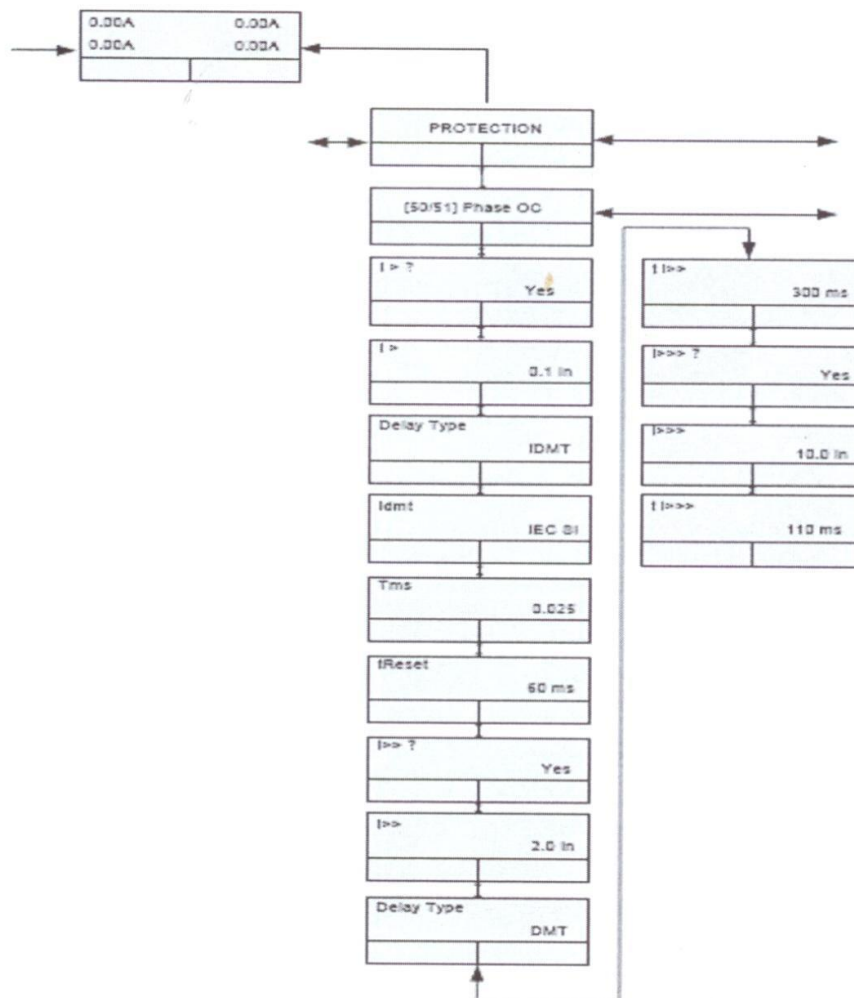 0.00A 0.00A
0.00A 0.00A
PROTECTION
[50/51] Phase OC
I > ?
Yes
I >
0.1 In
Delay Type
IDMT
Idmt
IEC SI
Tms
0.025
tReset
60 ms
I>> ?
Yes
I>>
2.0 In
Delay Type
DMT
t I>>
300 ms
I>>> ?
Yes
I>>>
10.0 In
t I>>>
110 ms